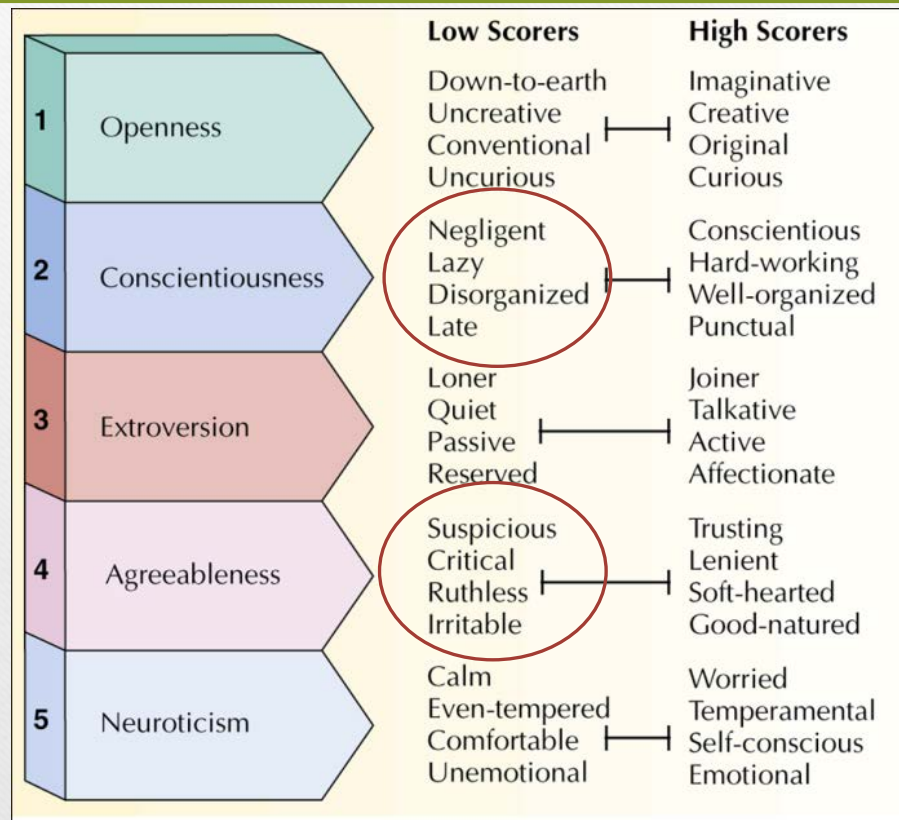 Low Scorers High Scorers
1 Openness
Down-to-earth Imaginative
Uncreative Creative
Conventional Original
Uncurious Curious
2 Conscientiousness
Negligent Conscientious
Lazy Hard-working
Disorganized Well-organized
Late Punctual
3 Extroversion
Loner Joiner
Quiet Talkative
Passive Active
Reserved Affectionate
4 Agreeableness
Suspicious Trusting
Critical Lenient
Ruthless Soft-hearted
Irritable Good-natured
5 Neuroticism
Calm Worried
Even-tempered Temperamental
Comfortable Self-conscious
Unemotional Emotional